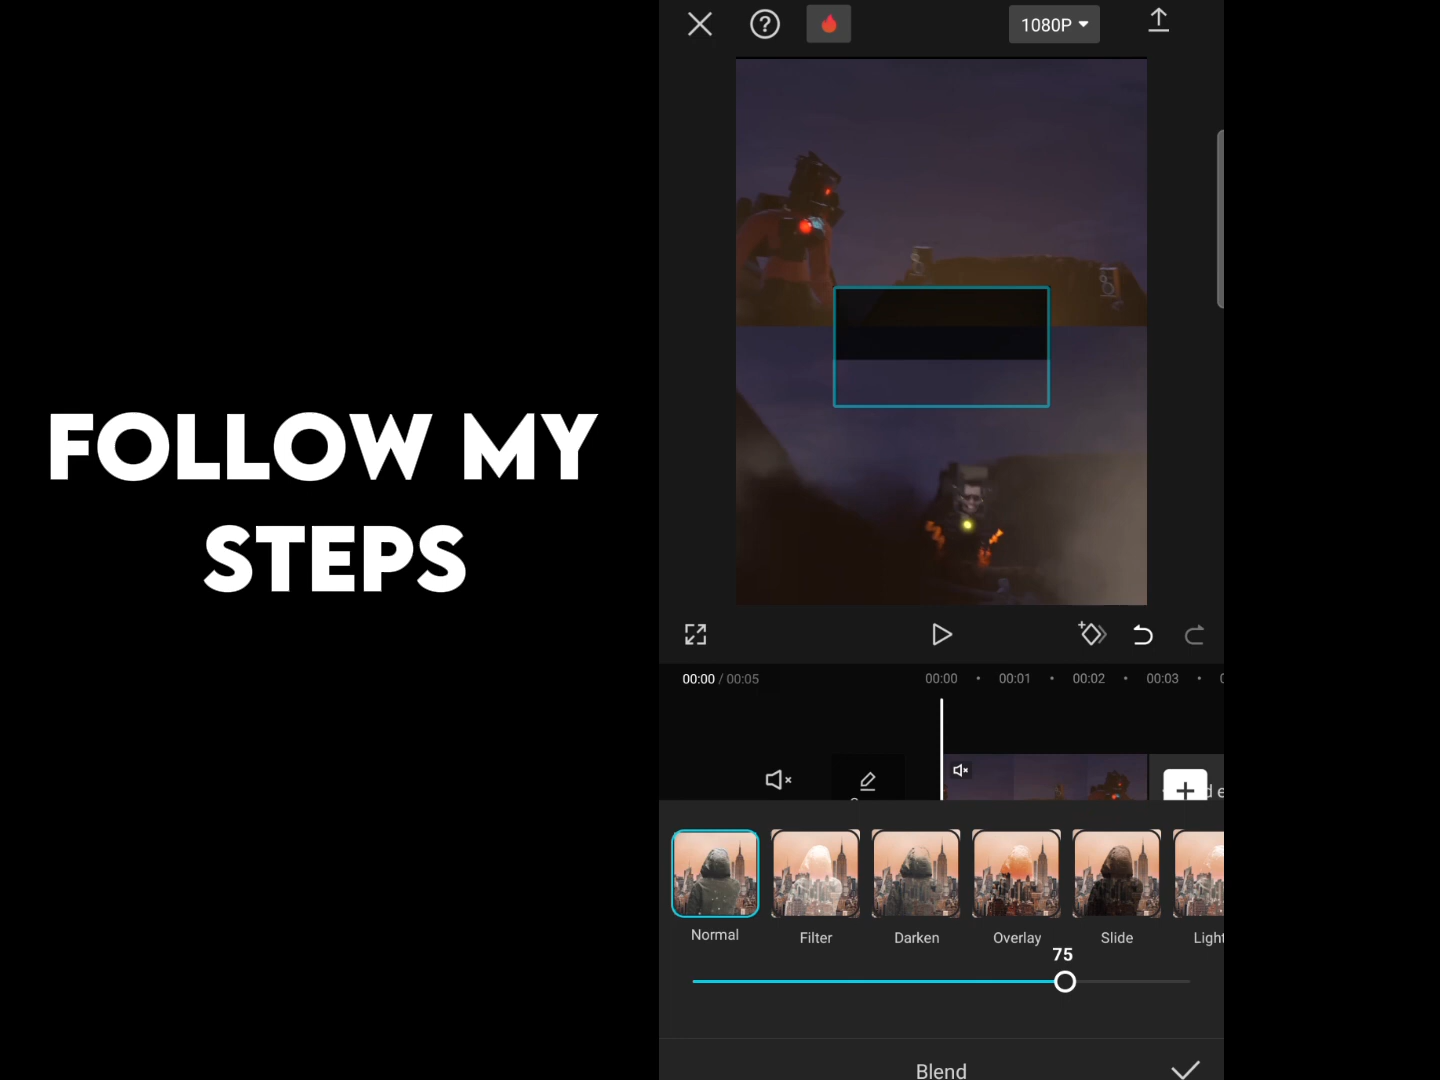 FOLLOW MY
STEPS
1080P
00:00 / 00:05
00:00
00:01
00:02
00:03
Normal
Filter
Darken
Overlay
Slide
Light
75
Blend